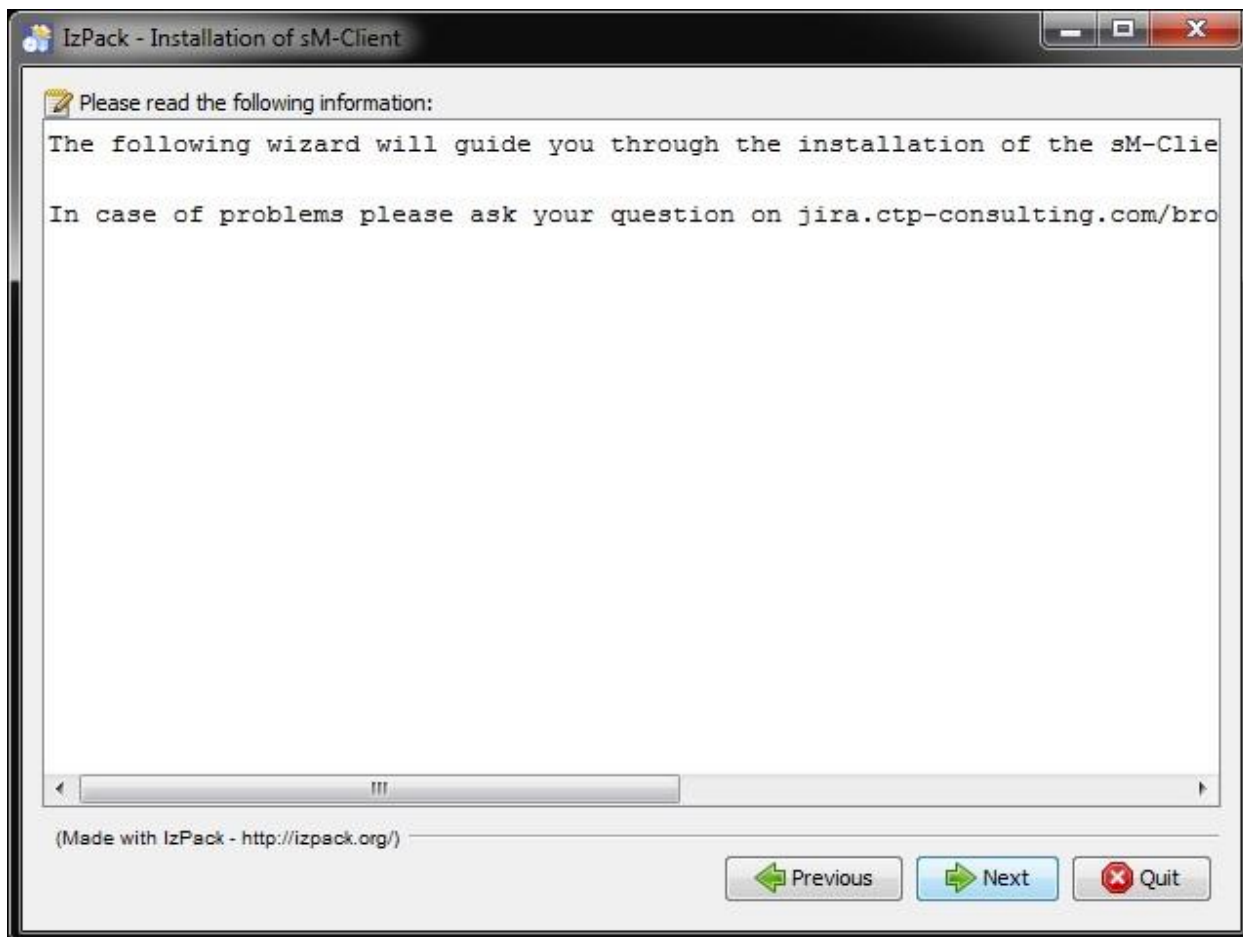 IzPack - Installation of sM-Client
Please read the following information:
The following wizard will guide you through the installation of the sM-Clie
In case of problems please ask your question on jira.ctp-consulting.com/bro
(Made with IzPack - http://izpack.org/)
Previous
Next
Quit